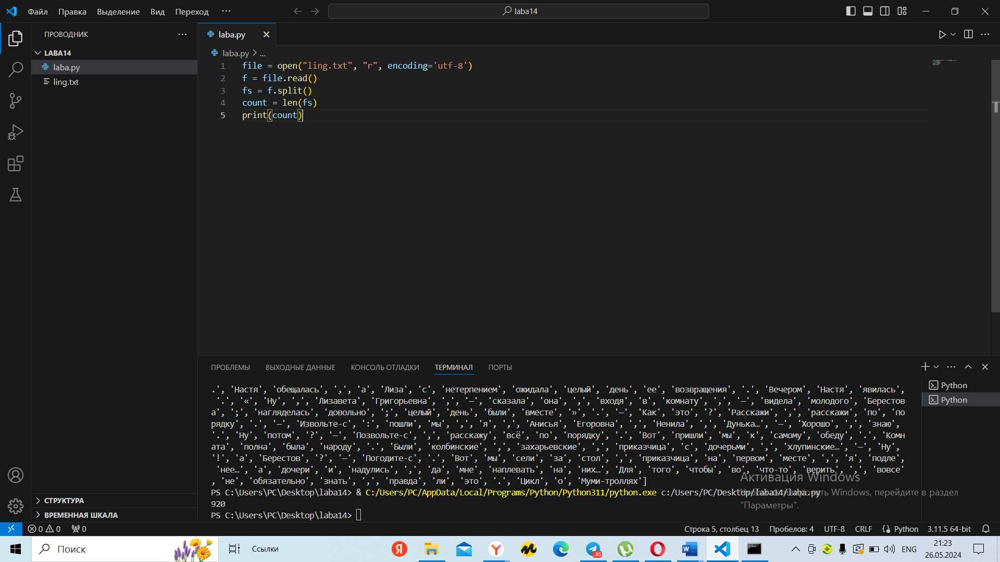 Файл Правка Выделение Вид Переход ··· laba14
ПРОВОДНИК
LABA14
laba.py
ling.txt
СТРУКТУРА
ВРЕМЕННАЯ ШКАЛА
laba.py
laba.py > ...
1 file = open("ling.txt", "r", encoding='utf-8')
2 f = file.read()
3 fs = f.split()
4 count = len(fs)
5 print(count)
ПРОБЛЕМЫ ВЫХОДНЫЕ ДАННЫЕ КОНСОЛЬ ОТЛАДКИ ТЕРМИНАЛ ПОРТЫ
.', 'Настя', 'обещалась', ',', 'а', 'Лиза', 'с', 'нетерпением', 'ожидала', 'целый', 'день', 'ее', 'возвращения', '.', 'Вечером', 'Настя', 'явилась',
'.', '«', 'Ну', ',', 'Лизавета', 'Григорьевна', ',', '—', 'сказала', 'она', ',', 'входя', 'в', 'комнату', ',', '—', 'видела', 'молодого', 'Берестов
а', ';', 'нагляделась', 'довольно', ';', 'целый', 'день', 'были', 'вместе', '»', '.', '—', 'Как', 'это', '?', 'Расскажи', ',', 'расскажи', 'по', 'по
рядку', '.', '—', 'Извольте-с', ':', 'пошли', 'мы', ',', 'я', ',', 'Анисья', 'Егоровна', ',', 'Ненила', ',', 'Дунька…', '—', 'Хорошо', ',', 'знаю',
'.', 'Ну', 'потом', '?', '—', 'Позвольте-с', ',', 'расскажу', 'всё', 'по', 'порядку', '.', 'Вот', 'пришли', 'мы', 'к', 'самому', 'обеду', '.', 'Комн
ата', 'полна', 'была', 'народу', '.', 'Были', 'колбинские', ',', 'захарьевские', ',', 'приказчица', 'с', 'дочерьми', ',', 'хлупинские…', '—', 'Ну',
'!', 'а', 'Берестов', '?', '—', 'Погодите-с', '.', 'Вот', 'мы', 'сели', 'за', 'стол', ',', 'приказчица', 'на', 'первом', 'месте', ',', 'я', 'подле',
'нее…', 'а', 'дочери', 'и', 'надулись', ',', 'да', 'мне', 'наплевать', 'на', 'них…', 'Для', 'того', 'чтобы', 'во', 'что-то', 'верить', ',', 'вовсе'
, 'не', 'обязательно', 'знать', ',', 'правда', 'ли', 'это', '.', 'Цикл', 'о', 'Муми-троллях']
PS C:\Users\PC\Desktop\laba14> & C:/Users/PC/AppData/Local/Programs/Python/Python311/python.exe c:/Users/PC/Desktop/laba14/laba.py
920
PS C:\Users\PC\Desktop\laba14>
Python
Python
Активация Windows
Windows, перейдите в раздел
"Параметры".
0 0 0 Строка 5, столбец 13 Пробелов: 4 UTF-8 CRLF Python 3.11.5 64-bit
Поиск Ссылки ..80 ENG
21:23
26.05.2024